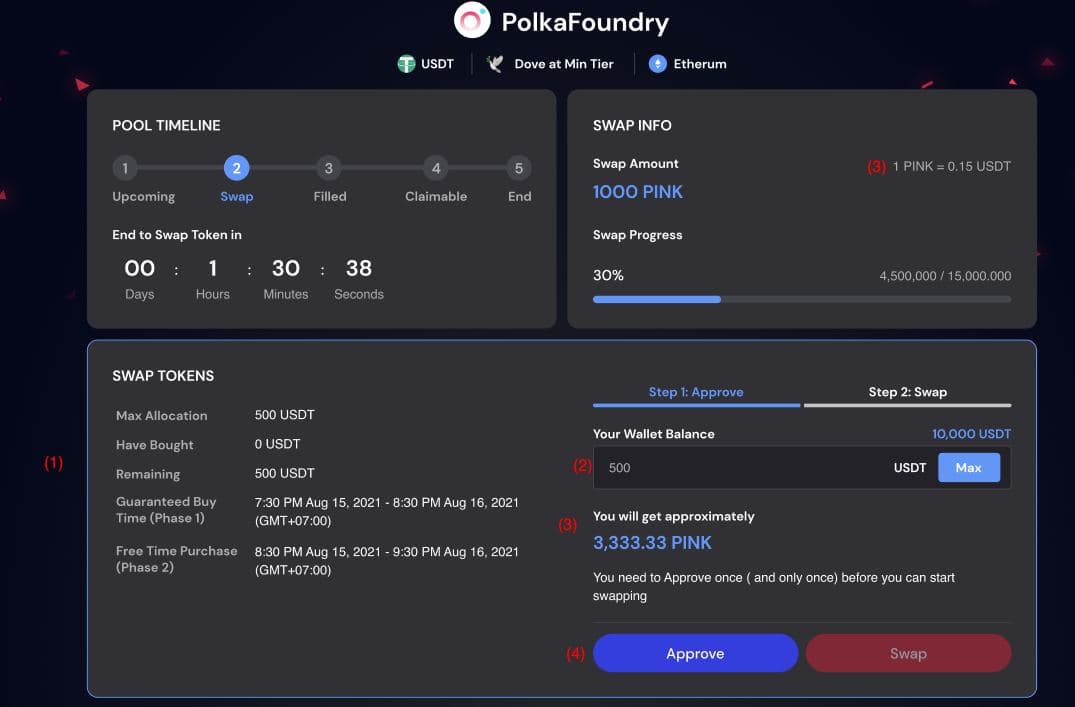 PolkaFoundry
USDT Dove at Min Tier Etherum
POOL TIMELINE
1 2 3 4 5
Upcoming Swap Filled Claimable End
End to Swap Token in
00 : 1 : 30 : 38
Days Hours Minutes Seconds
SWAP INFO
Swap Amount (3) 1 PINK = 0.15 USDT
1000 PINK
Swap Progress
30% 4,500,000 / 15,000.000
SWAP TOKENS
(1)
Max Allocation 500 USDT
Have Bought 0 USDT
Remaining 500 USDT
Guaranteed Buy 7:30 PM Aug 15, 2021 - 8:30 PM Aug 16, 2021
Time (Phase 1) (GMT+07:00)
Free Time Purchase 8:30 PM Aug 15, 2021 - 9:30 PM Aug 16, 2021
(Phase 2) (GMT+07:00)
Step 1: Approve Step 2: Swap
Your Wallet Balance 10,000 USDT
(2) 500 USDT Max
You will get approximately
(3)
3,333.33 PINK
You need to Approve once ( and only once) before you can start
swapping
(4) Approve Swap